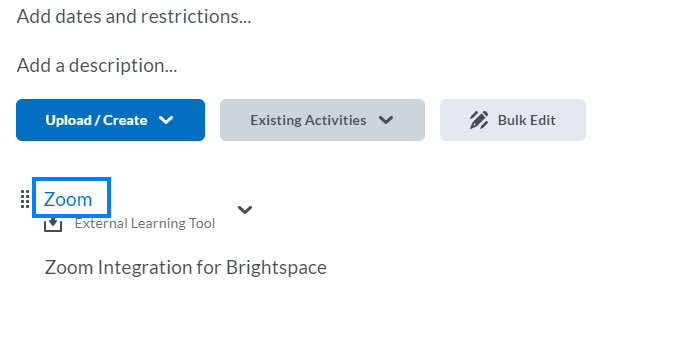 Add dates and restrictions...
Add a description...
Upload / Create Existing Activities Bulk Edit
Zoom
External Learning Tool
Zoom Integration for Brightspace